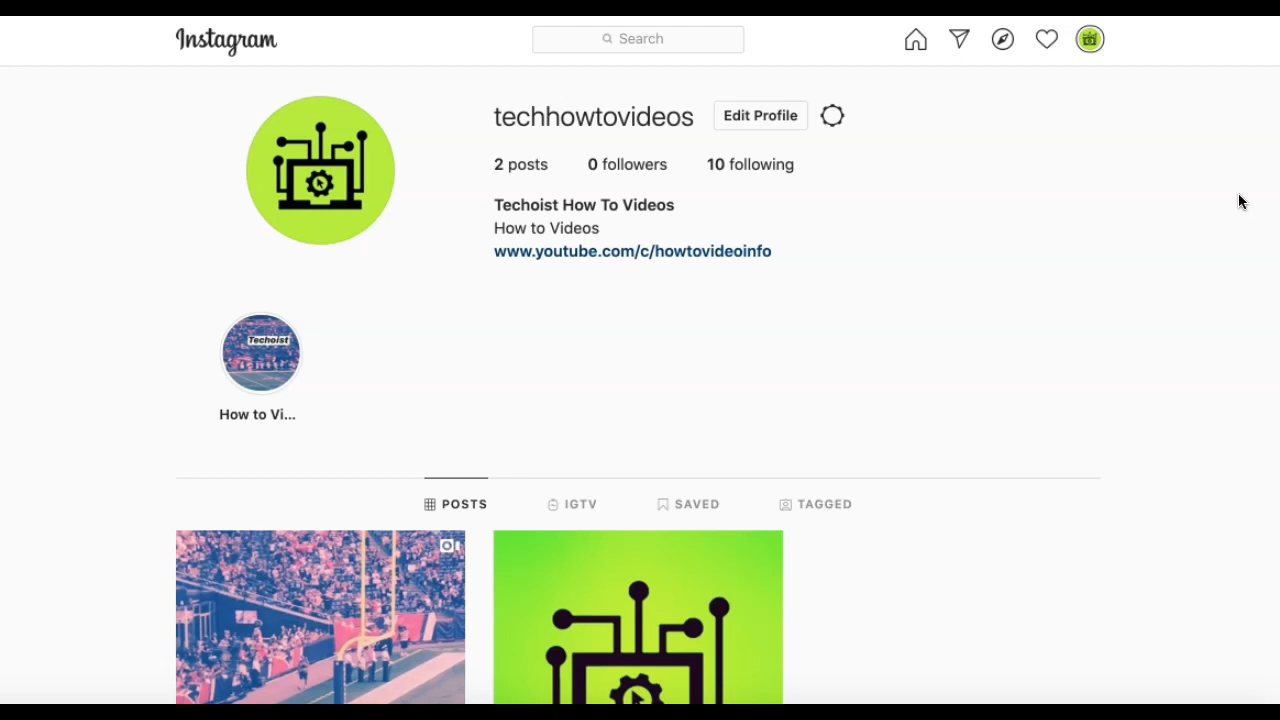 Instagram
Search
techhowtovideos
Edit Profile
2 posts 0 followers 10 following
Techoist How To Videos
How to Videos
www.youtube.com/c/howtovideoinfo
Techoist
How to Vi...
POSTS IGTV SAVED TAGGED